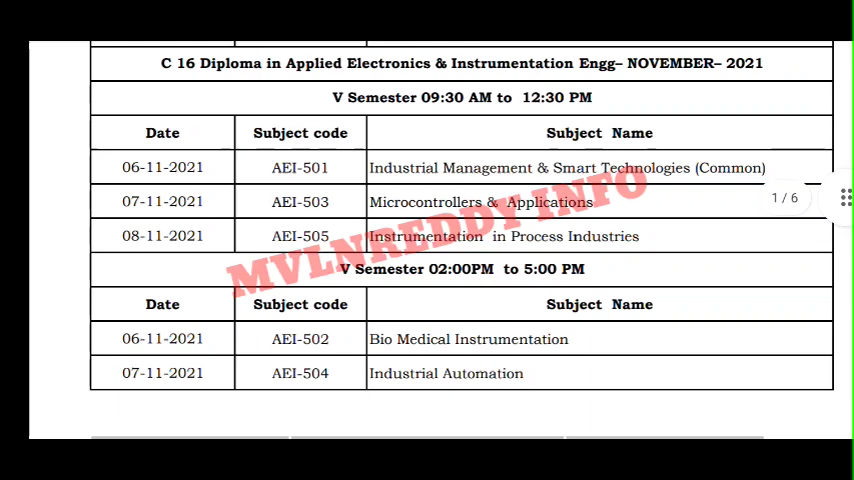 C 16 Diploma in Applied Electronics & Instrumentation Engg– NOVEMBER– 2021
V Semester 09:30 AM to 12:30 PM
Date Subject code Subject Name
06-11-2021 AEI-501 Industrial Management & Smart Technologies (Common)
07-11-2021 AEI-503 Microcontrollers & Applications
1 / 6
08-11-2021 AEI-505 Instrumentation in Process Industries
MVLNREDDY INFO
V Semester 02:00PM to 5:00 PM
Date Subject code Subject Name
06-11-2021 AEI-502 Bio Medical Instrumentation
07-11-2021 AEI-504 Industrial Automation